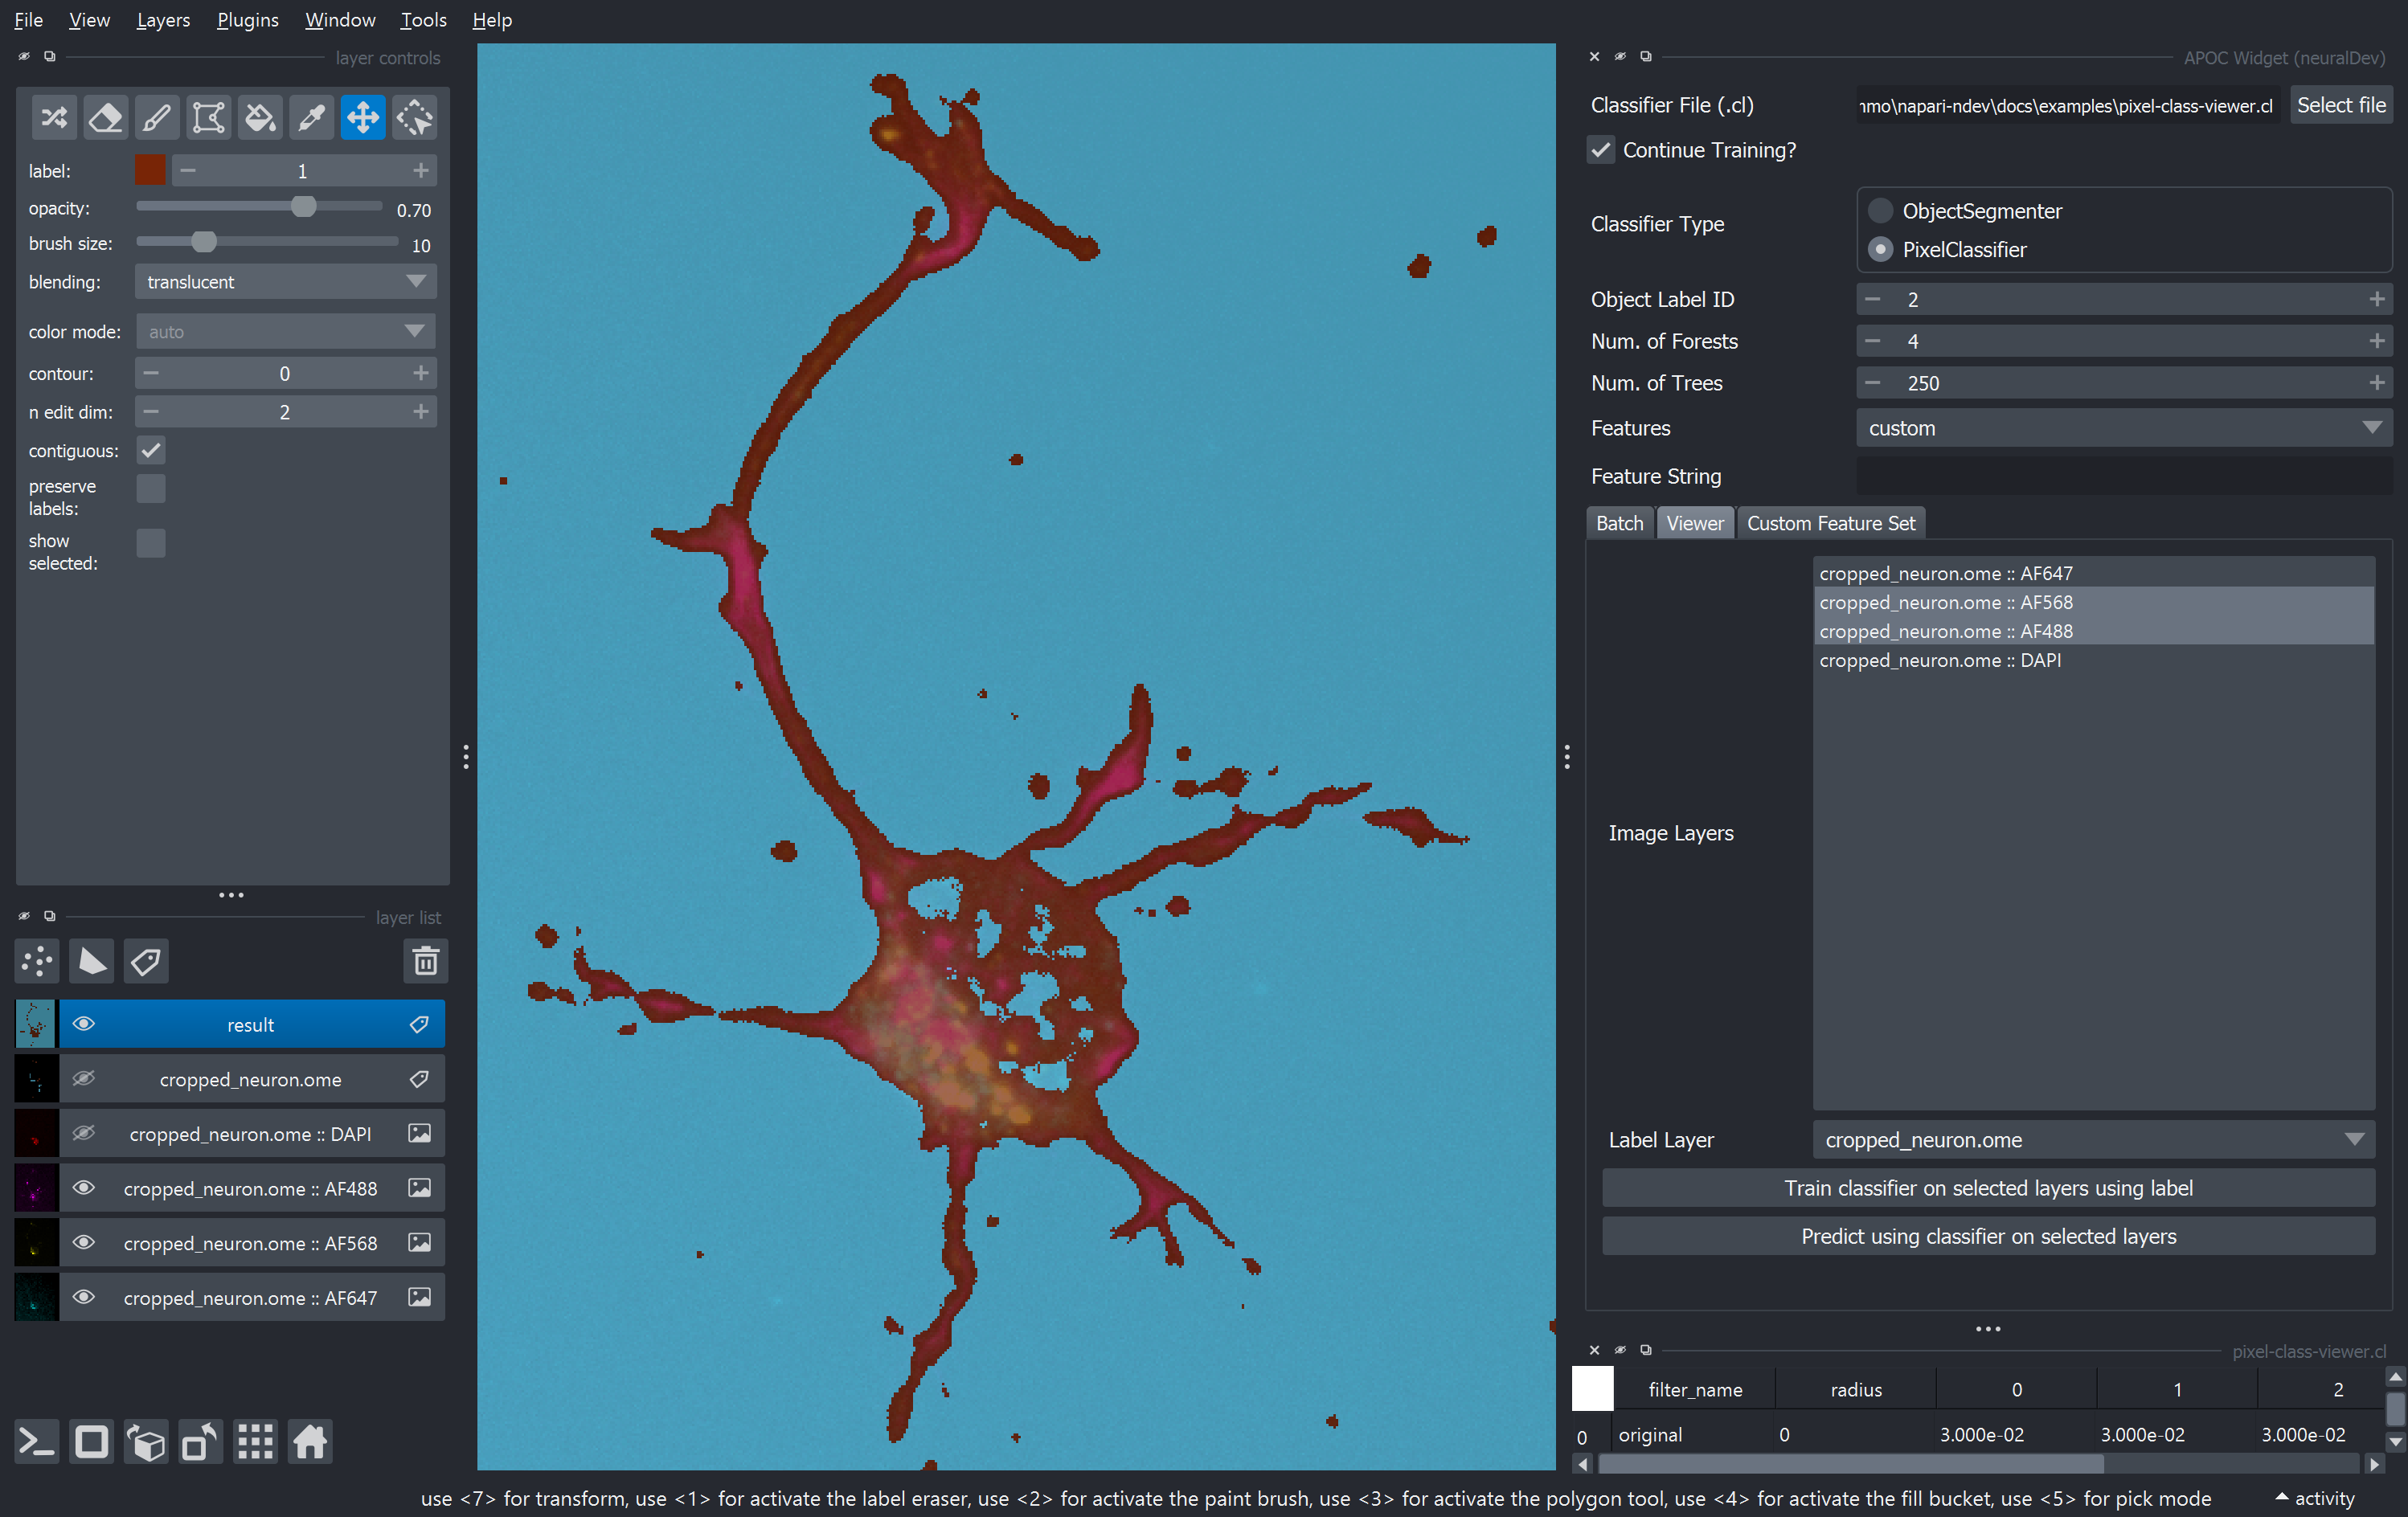 File View Layers Plugins Window Tools Help
layer controls
label: 1
opacity: 0.70
brush size: 10
blending: translucent
color mode: auto
contour: 0
n edit dim: 2
contiguous:
preserve
labels:
show
selected:
layer list
result
cropped_neuron.ome
cropped_neuron.ome :: DAPI
cropped_neuron.ome :: AF488
cropped_neuron.ome :: AF568
cropped_neuron.ome :: AF647
APOC Widget (neuralDev)
Classifier File (.cl) ımo\napari-ndev\docs\examples\pixel-class-viewer.cl Select file
Continue Training?
Classifier Type
ObjectSegmenter
PixelClassifier
Object Label ID 2
Num. of Forests 4
Num. of Trees 250
Features custom
Feature String
Batch Viewer Custom Feature Set
cropped_neuron.ome :: AF647
cropped_neuron.ome :: AF568
cropped_neuron.ome :: AF488
cropped_neuron.ome :: DAPI
Image Layers
Label Layer cropped_neuron.ome
Train classifier on selected layers using label
Predict using classifier on selected layers
pixel-class-viewer.cl
filter_name radius 0 1 2
0 original 0 3.000e-02 3.000e-02 3.000e-02
use <7> for transform, use <1> for activate the label eraser, use <2> for activate the paint brush, use <3> for activate the polygon tool, use <4> for activate the fill bucket, use <5> for pick mode activity